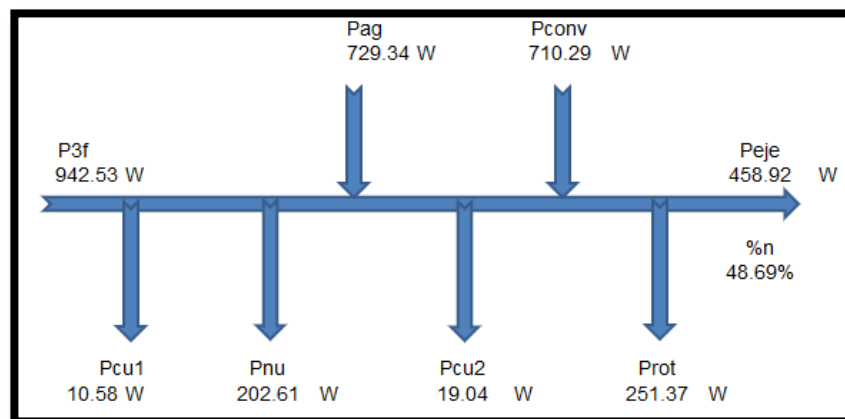 Pag
729.34 W
Pconv
710.29 W
P3f
942.53 W
Peje
458.92 W
%n
48.69%
Pcu1
10.58 W
Pnu
202.61 W
Pcu2
19.04 W
Prot
251.37 W